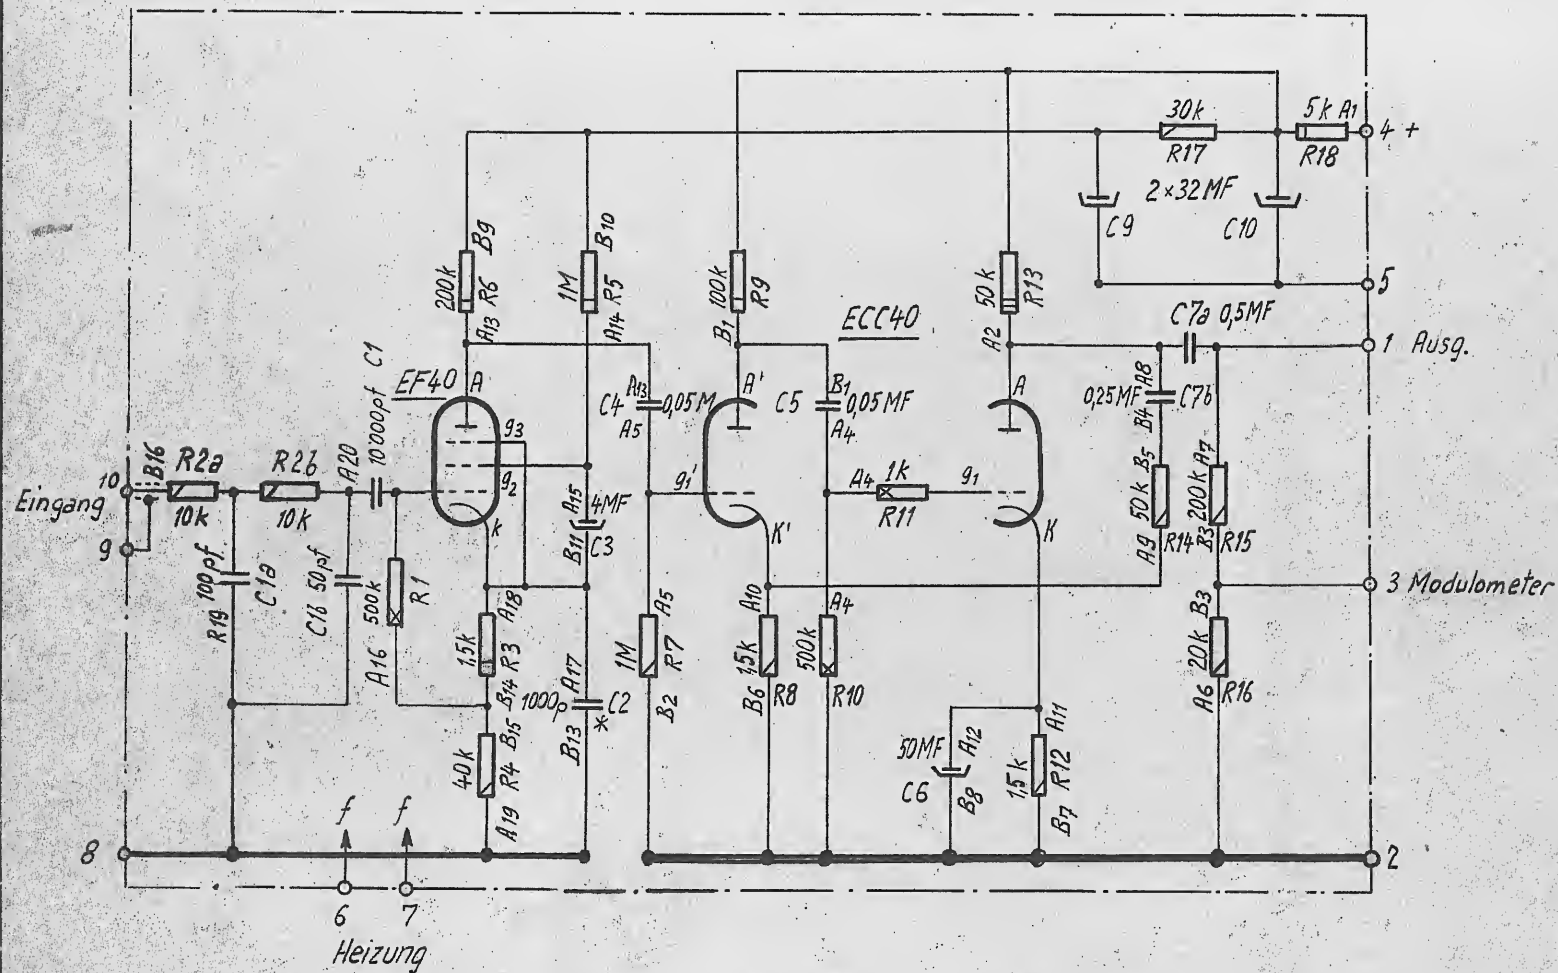 30k
5k A1
4 +
R17
R18
2×32 MF
C9
C10
5
B9
200k
R6
A13
B10
1M
R5
A14
100k
R9
B1
ECC40
50k
R13
A2
C7a 0,5MF
1 Ausg.
A8
0,25MF
C7b
B4
C1
10'000pf
A20
EF40
A
g3
g2
k
A13
C4
0,05M
A5
A'
C5
B1
0,05MF
A4
A
10
B16
R2a
10k
R2b
10k
Eingang
9
A15
4MF
B11
C3
g1'
K'
A4
1k
R11
g1
K
B5
50k
A9
R14
A7
200k
B3
R15
3 Modulometer
R19
100pf
C1a
C1b
50pf
500k
R1
A16
A18
1,5k
R3
B14
A17
1000p
C2
*
B13
B15
40k
R4
A19
A5
1M
R7
B2
A10
1,5k
B6
R8
A4
500k
R10
B3
20k
A6
R16
50MF
A12
C6
B8
A11
1,5k
R12
B7
8
f
f
2
6
7
Heizung